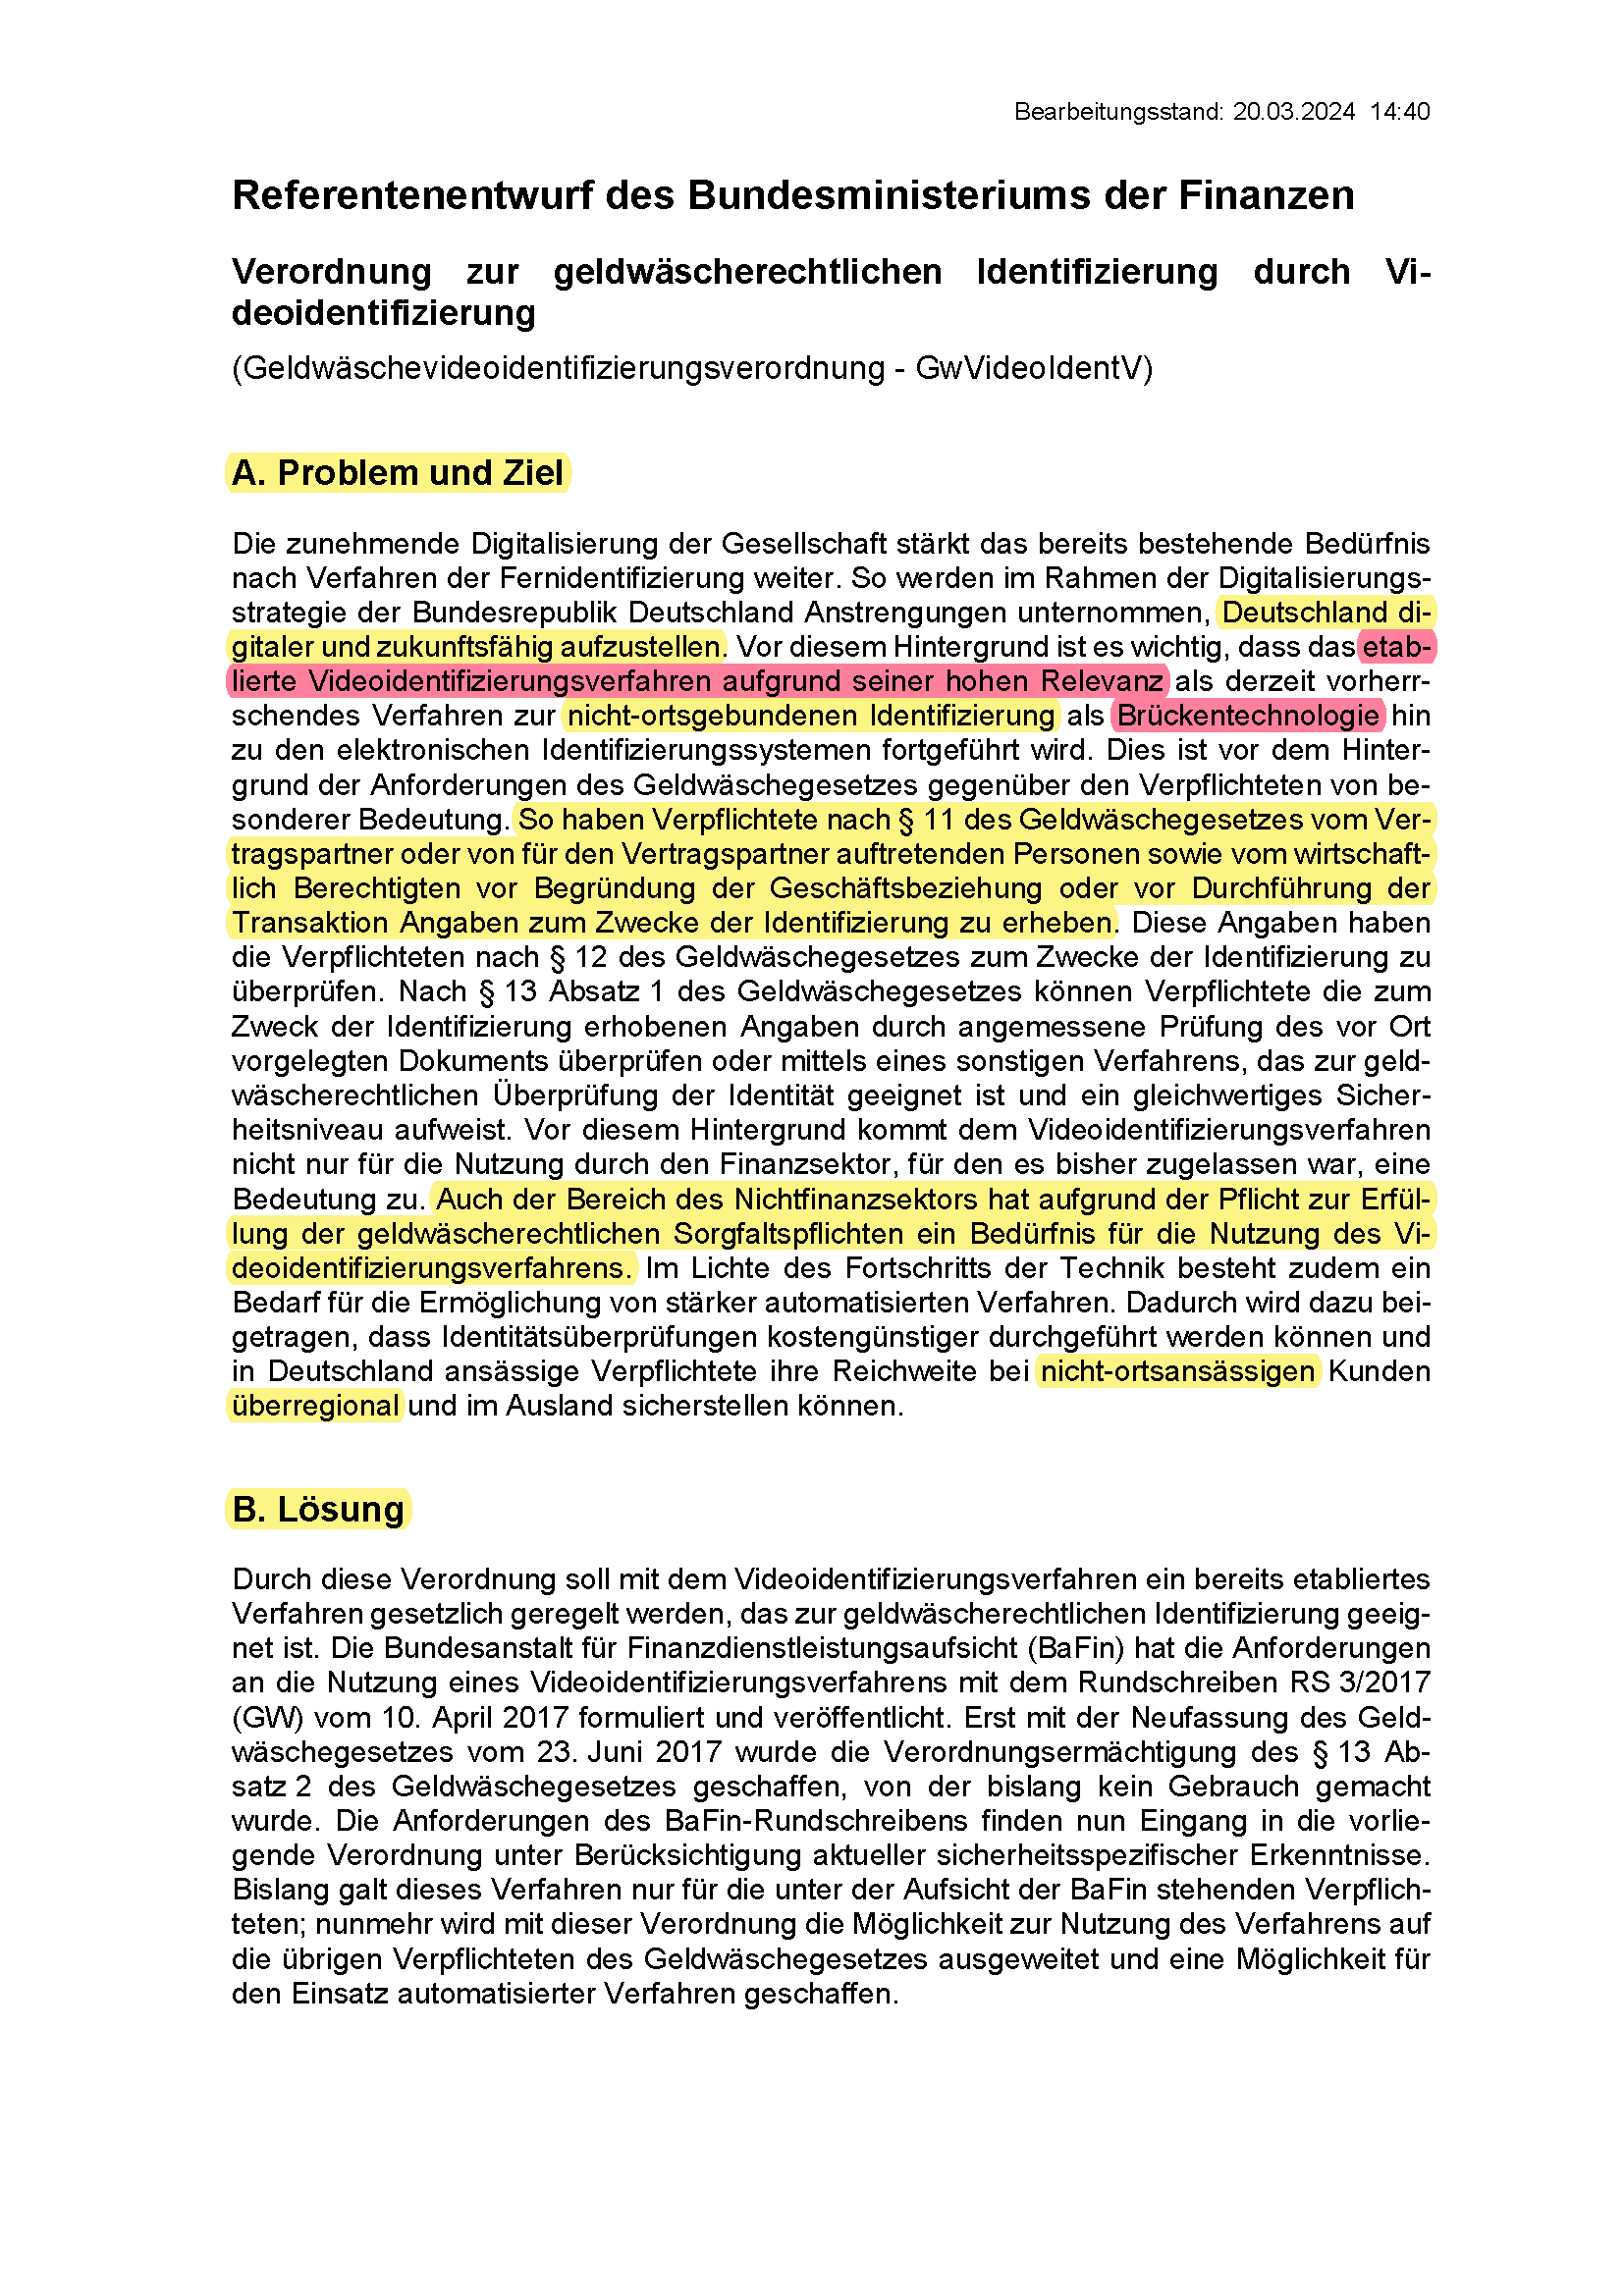 Bearbeitungsstand: 20.03.2024 14:40
Referentenentwurf des Bundesministeriums der Finanzen
Verordnung zur geldwäscherechtlichen Identifizierung durch Vi-
deoidentifizierung
(Geldwäschevideoidentifizierungsverordnung - GwVideoIdentV)
A. Problem und Ziel
Die zunehmende Digitalisierung der Gesellschaft stärkt das bereits bestehende Bedürfnis
nach Verfahren der Fernidentifizierung weiter. So werden im Rahmen der Digitalisierungs-
strategie der Bundesrepublik Deutschland Anstrengungen unternommen, Deutschland di-
gitaler und zukunftsfähig aufzustellen. Vor diesem Hintergrund ist es wichtig, dass das etab-
lierte Videoidentifizierungsverfahren aufgrund seiner hohen Relevanz als derzeit vorherr-
schendes Verfahren zur nicht-ortsgebundenen Identifizierung als Brückentechnologie hin
zu den elektronischen Identifizierungssystemen fortgeführt wird. Dies ist vor dem Hinter-
grund der Anforderungen des Geldwäschegesetzes gegenüber den Verpflichteten von be-
sonderer Bedeutung. So haben Verpflichtete nach § 11 des Geldwäschegesetzes vom Ver-
tragspartner oder von für den Vertragspartner auftretenden Personen sowie vom wirtschaft-
lich Berechtigten vor Begründung der Geschäftsbeziehung oder vor Durchführung der
Transaktion Angaben zum Zwecke der Identifizierung zu erheben. Diese Angaben haben
die Verpflichteten nach § 12 des Geldwäschegesetzes zum Zwecke der Identifizierung zu
überprüfen. Nach § 13 Absatz 1 des Geldwäschegesetzes können Verpflichtete die zum
Zweck der Identifizierung erhobenen Angaben durch angemessene Prüfung des vor Ort
vorgelegten Dokuments überprüfen oder mittels eines sonstigen Verfahrens, das zur geld-
wäscherechtlichen Überprüfung der Identität geeignet ist und ein gleichwertiges Sicher-
heitsniveau aufweist. Vor diesem Hintergrund kommt dem Videoidentifizierungsverfahren
nicht nur für die Nutzung durch den Finanzsektor, für den es bisher zugelassen war, eine
Bedeutung zu. Auch der Bereich des Nichtfinanzsektors hat aufgrund der Pflicht zur Erfül-
lung der geldwäscherechtlichen Sorgfaltspflichten ein Bedürfnis für die Nutzung des Vi-
deoidentifizierungsverfahrens. Im Lichte des Fortschritts der Technik besteht zudem ein
Bedarf für die Ermöglichung von stärker automatisierten Verfahren. Dadurch wird dazu bei-
getragen, dass Identitätsüberprüfungen kostengünstiger durchgeführt werden können und
in Deutschland ansässige Verpflichtete ihre Reichweite bei nicht-ortsansässigen Kunden
überregional und im Ausland sicherstellen können.
B. Lösung
Durch diese Verordnung soll mit dem Videoidentifizierungsverfahren ein bereits etabliertes
Verfahren gesetzlich geregelt werden, das zur geldwäscherechtlichen Identifizierung geeig-
net ist. Die Bundesanstalt für Finanzdienstleistungsaufsicht (BaFin) hat die Anforderungen
an die Nutzung eines Videoidentifizierungsverfahrens mit dem Rundschreiben RS 3/2017
(GW) vom 10. April 2017 formuliert und veröffentlicht. Erst mit der Neufassung des Geld-
wäschegesetzes vom 23. Juni 2017 wurde die Verordnungsermächtigung des § 13 Ab-
satz 2 des Geldwäschegesetzes geschaffen, von der bislang kein Gebrauch gemacht
wurde. Die Anforderungen des BaFin-Rundschreibens finden nun Eingang in die vorlie-
gende Verordnung unter Berücksichtigung aktueller sicherheitsspezifischer Erkenntnisse.
Bislang galt dieses Verfahren nur für die unter der Aufsicht der BaFin stehenden Verpflich-
teten; nunmehr wird mit dieser Verordnung die Möglichkeit zur Nutzung des Verfahrens auf
die übrigen Verpflichteten des Geldwäschegesetzes ausgeweitet und eine Möglichkeit für
den Einsatz automatisierter Verfahren geschaffen.